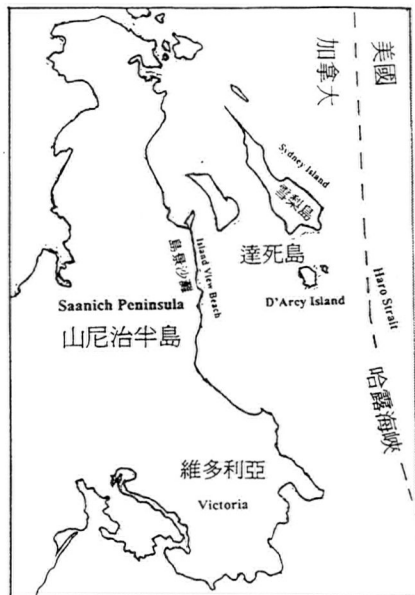 美國
加拿大
Sydney Island
雪梨島
達死島
D'Arcy Island
Haro Strait
哈露海峽
Island View Beach
島景沙灘
Saanich Peninsula
山尼治半島
維多利亞
Victoria